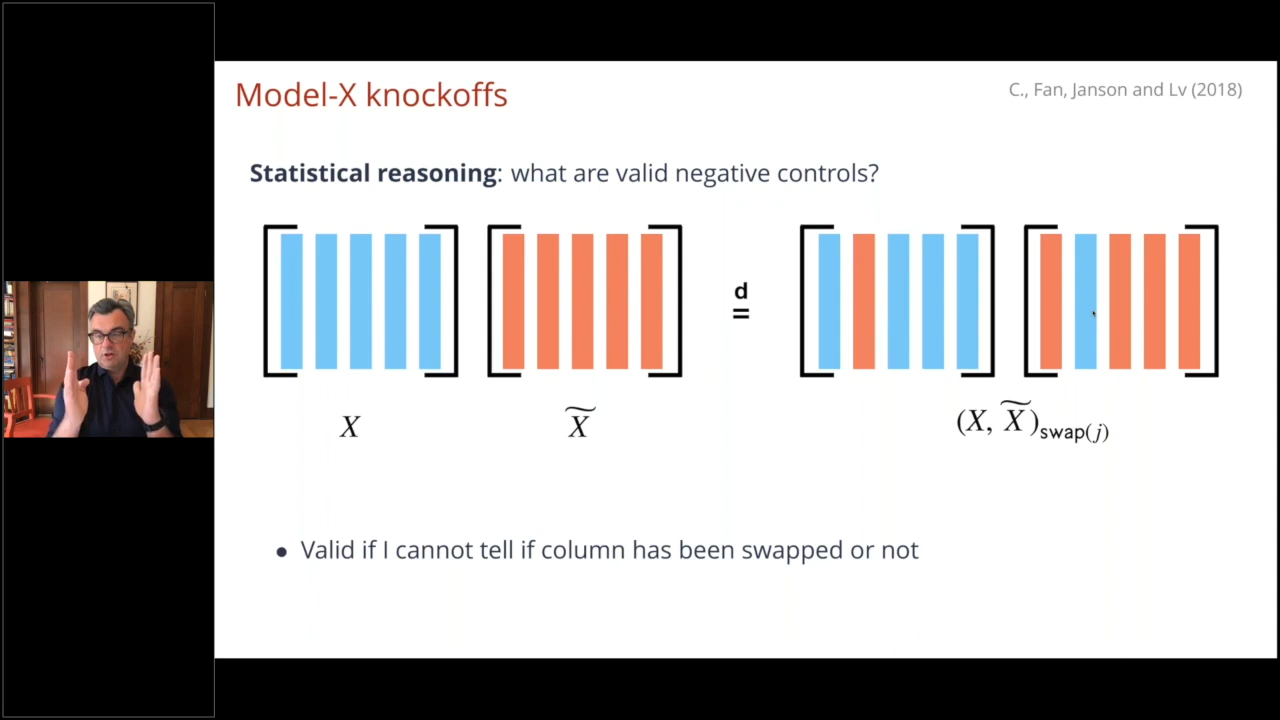 Model-X knockoffs
C., Fan, Janson and Lv (2018)
Statistical reasoning: what are valid negative controls?
d
=
X
X̃
(X, X̃)swap(j)
● Valid if I cannot tell if column has been swapped or not